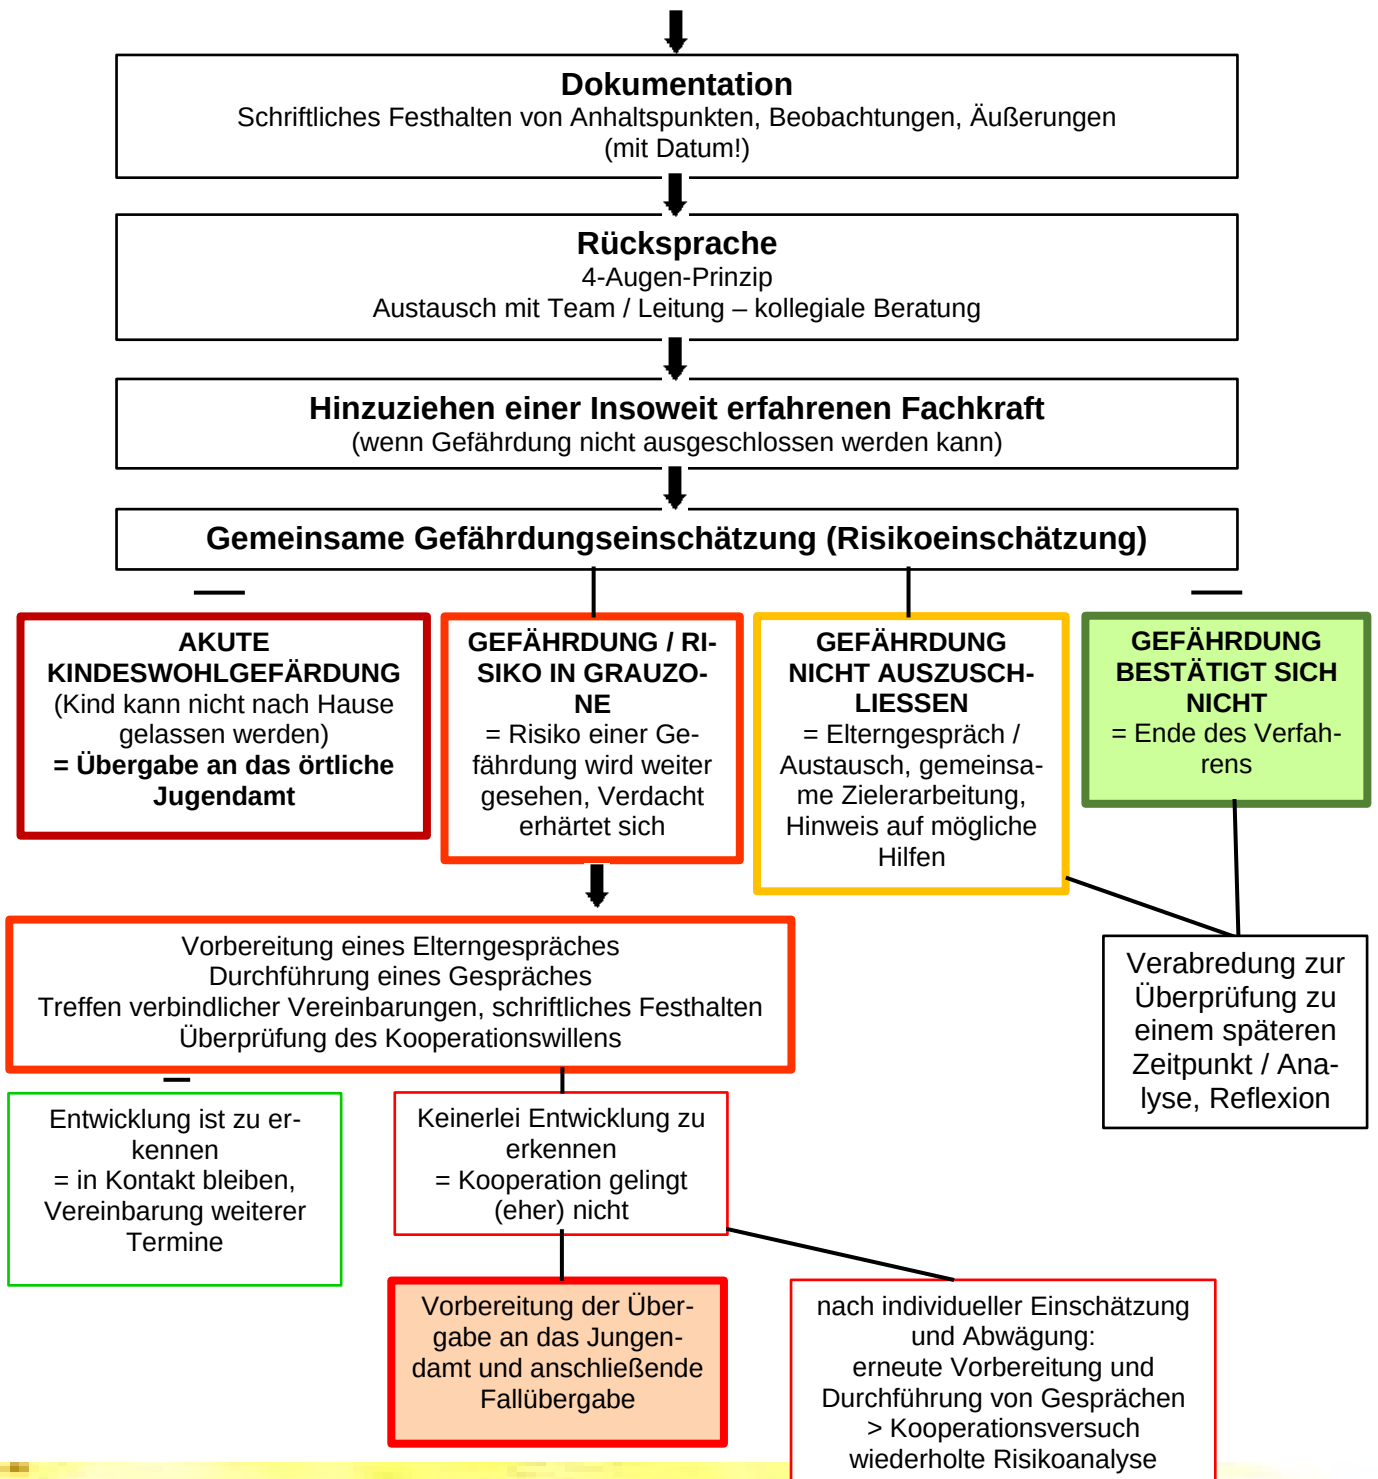 Dokumentation
Schriftliches Festhalten von Anhaltspunkten, Beobachtungen, Äußerungen
(mit Datum!)
Rücksprache
4-Augen-Prinzip
Austausch mit Team / Leitung – kollegiale Beratung
Hinzuziehen einer Insoweit erfahrenen Fachkraft
(wenn Gefährdung nicht ausgeschlossen werden kann)
Gemeinsame Gefährdungseinschätzung (Risikoeinschätzung)
AKUTE
KINDESWOHLGEFÄRDUNG
(Kind kann nicht nach Hause
gelassen werden)
= Übergabe an das örtliche
Jugendamt
GEFÄHRDUNG / RI-
SIKO IN GRAUZO-
NE
= Risiko einer Ge-
fährdung wird weiter
gesehen, Verdacht
erhärtet sich
GEFÄHRDUNG
NICHT AUSZUSCH-
LIESSEN
= Elterngespräch /
Austausch, gemeinsa-
me Zielerarbeitung,
Hinweis auf mögliche
Hilfen
GEFÄHRDUNG
BESTÄTIGT SICH
NICHT
= Ende des Verfah-
rens
Vorbereitung eines Elterngespräches
Durchführung eines Gespräches
Treffen verbindlicher Vereinbarungen, schriftliches Festhalten
Überprüfung des Kooperationswillens
Verabredung zur
Überprüfung zu
einem späteren
Zeitpunkt / Ana-
lyse, Reflexion
Entwicklung ist zu er-
kennen
= in Kontakt bleiben,
Vereinbarung weiterer
Termine
Keinerlei Entwicklung zu
erkennen
= Kooperation gelingt
(eher) nicht
Vorbereitung der Über-
gabe an das Jungen-
damt und anschließende
Fallübergabe
nach individueller Einschätzung
und Abwägung:
erneute Vorbereitung und
Durchführung von Gesprächen
> Kooperationsversuch
wiederholte Risikoanalyse